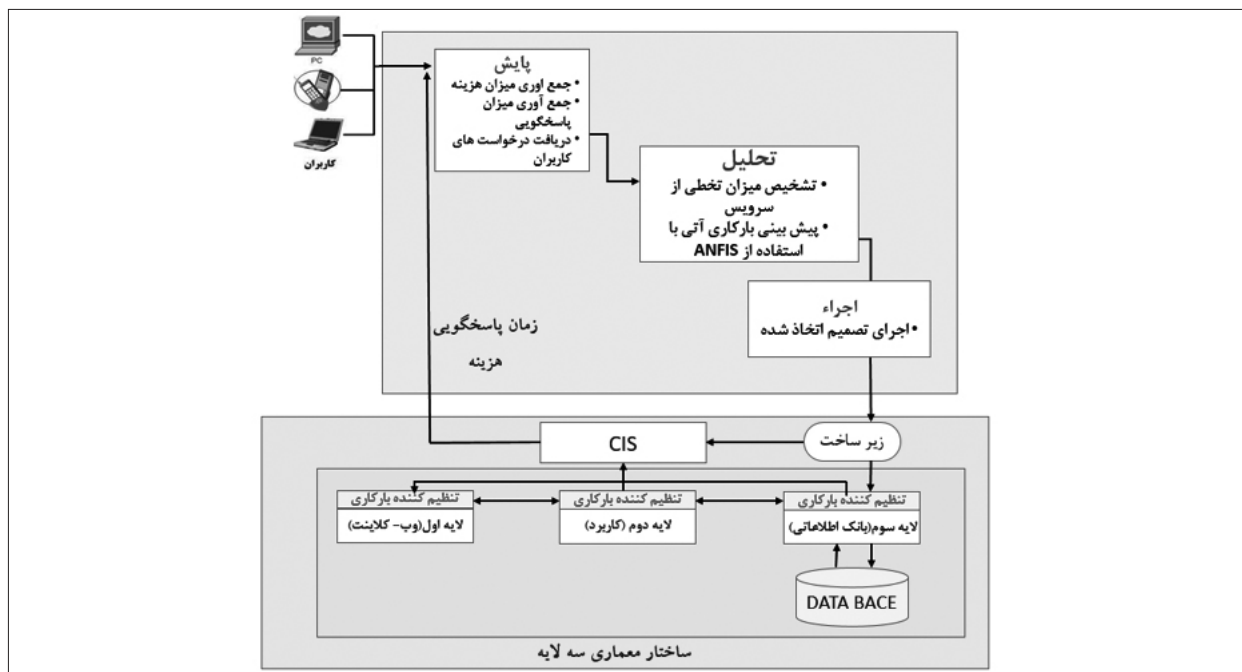 PC
کاربران
پایش
•جمع اوری میزان هزینه
•جمع آوری میزان
پاسخگویی
•دریافت درخواست های
کاربران
تحلیل
•تشخیص میزان تخطی از
سرویس
•پیش بینی بارکاری آتی با
استفاده از ANFIS
اجراء
•اجرای تصمیم اتخاذ شده
زمان پاسخگویی
هزینه
CIS
زیر ساخت
تنظیم کننده بارکاری
لایه سوم(بانک اطلاعاتی)
تنظیم کننده بارکاری
لایه دوم (کاربرد)
تنظیم کننده بارکاری
لایه اول(وب- کلاینت)
DATA BACE
ساختار معماری سه لایه